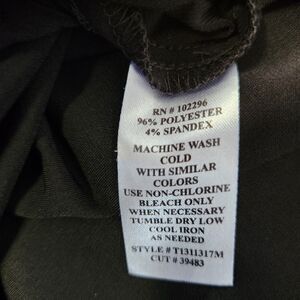 RN # 102296
96% POLYESTER
4% SPANDEX
MACHINE WASH
COLD
WITH SIMILAR
COLORS
USE NON-CHLORINE
BLEACH ONLY
WHEN NECESSARY
TUMBLE DRY LOW
COOL IRON
AS NEEDED
STYLE # T1311317M
CUT # 39483